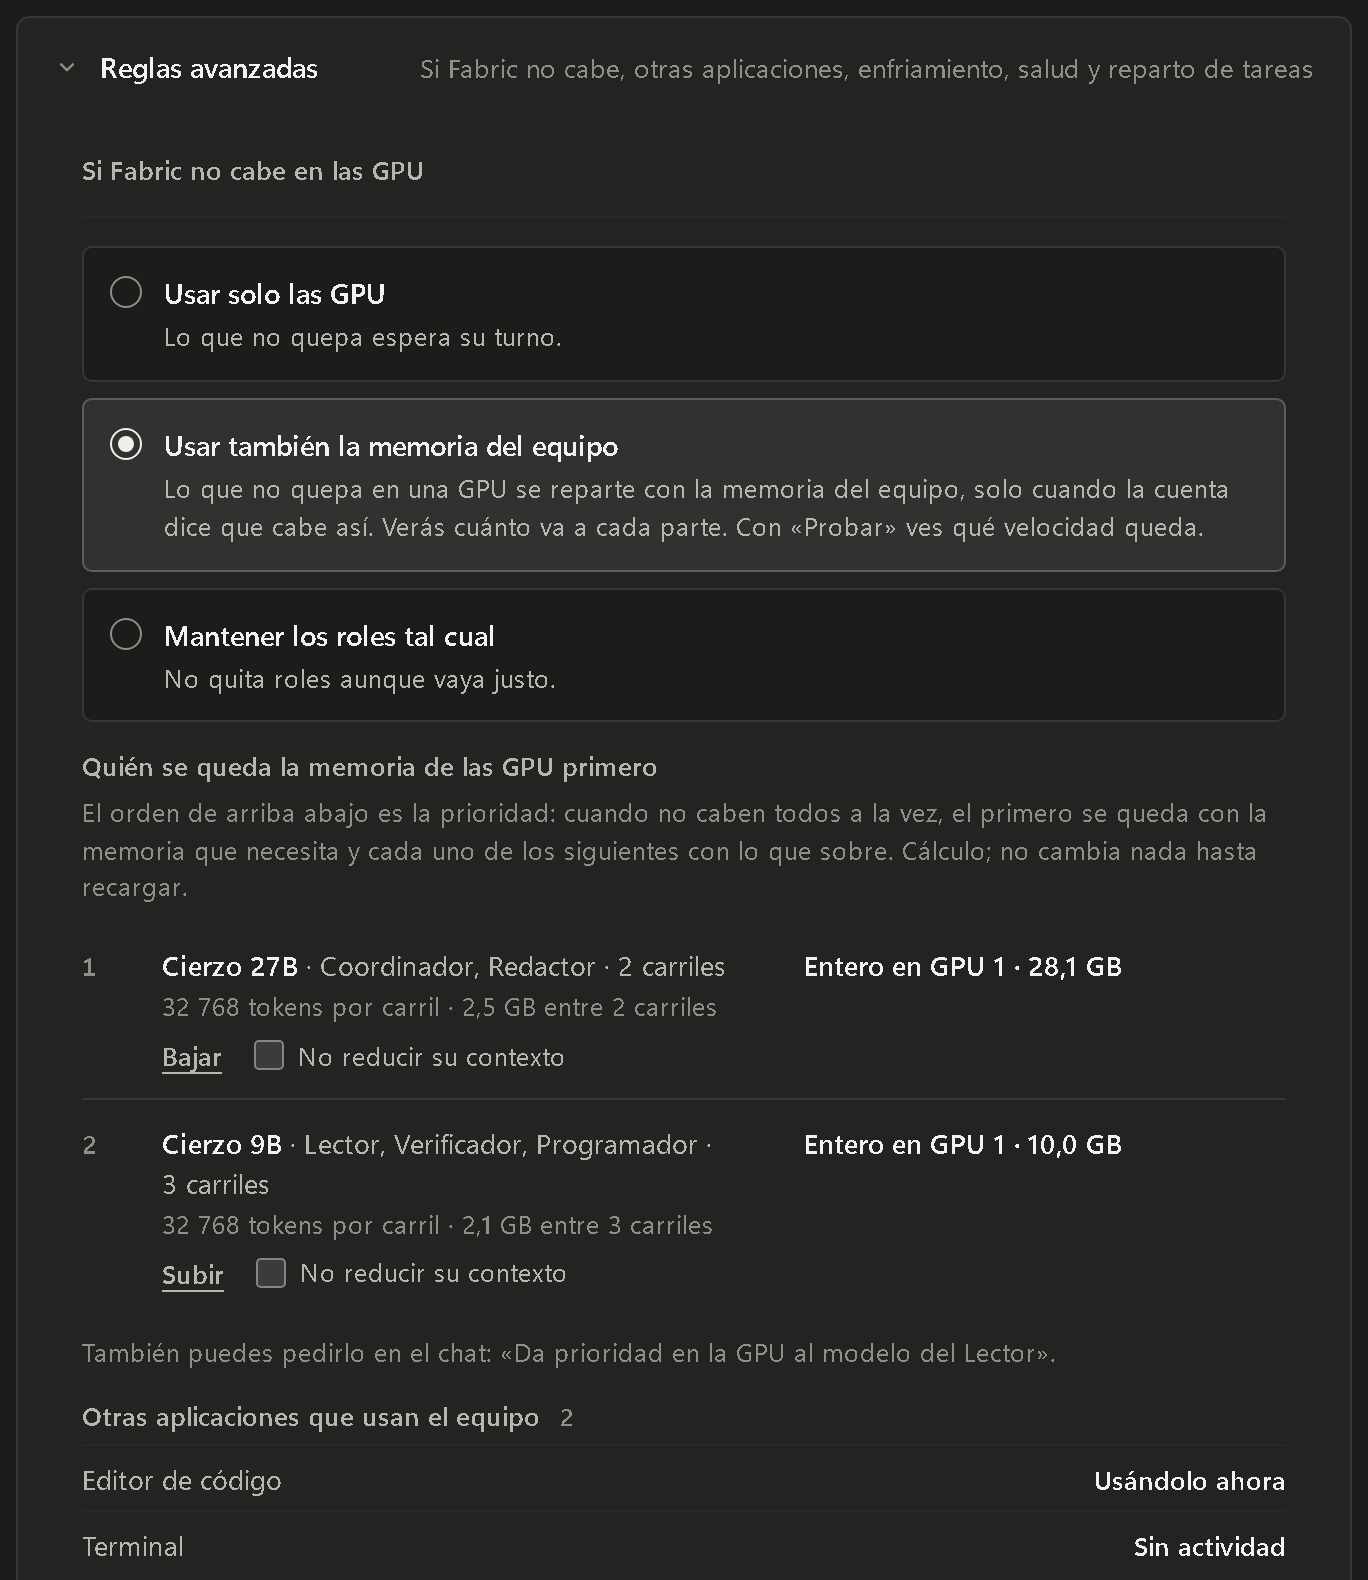 Reglas avanzadas
Si Fabric no cabe, otras aplicaciones, enfriamiento, salud y reparto de tareas
Si Fabric no cabe en las GPU
Usar solo las GPU
Lo que no quepa espera su turno.
Usar también la memoria del equipo
Lo que no quepa en una GPU se reparte con la memoria del equipo, solo cuando la cuenta
dice que cabe así. Verás cuánto va a cada parte. Con «Probar» ves qué velocidad queda.
Mantener los roles tal cual
No quita roles aunque vaya justo.
Quién se queda la memoria de las GPU primero
El orden de arriba abajo es la prioridad: cuando no caben todos a la vez, el primero se queda con la
memoria que necesita y cada uno de los siguientes con lo que sobre. Cálculo; no cambia nada hasta
recargar.
1
Cierzo 27B · Coordinador, Redactor · 2 carriles
Entero en GPU 1 · 28,1 GB
32 768 tokens por carril · 2,5 GB entre 2 carriles
Bajar
No reducir su contexto
2
Cierzo 9B · Lector, Verificador, Programador ·
3 carriles
Entero en GPU 1 · 10,0 GB
32 768 tokens por carril · 2,1 GB entre 3 carriles
Subir
No reducir su contexto
También puedes pedirlo en el chat: «Da prioridad en la GPU al modelo del Lector».
Otras aplicaciones que usan el equipo 2
Editor de código
Usándolo ahora
Terminal
Sin actividad